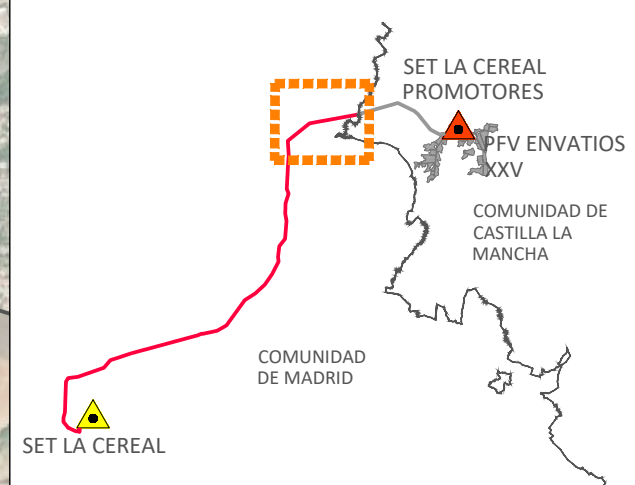 SET LA CEREAL
PROMOTORES
PFV ENVATIOS
XXV
COMUNIDAD DE
CASTILLA LA
MANCHA
COMUNIDAD
DE MADRID
SET LA CEREAL